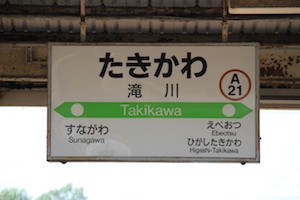 たきかわ
滝川
A
21
Takikawa
すながわ
Sunagawa
えべおつ
Ebeotsu
ひがしたきかわ
Higashi-Takikawa